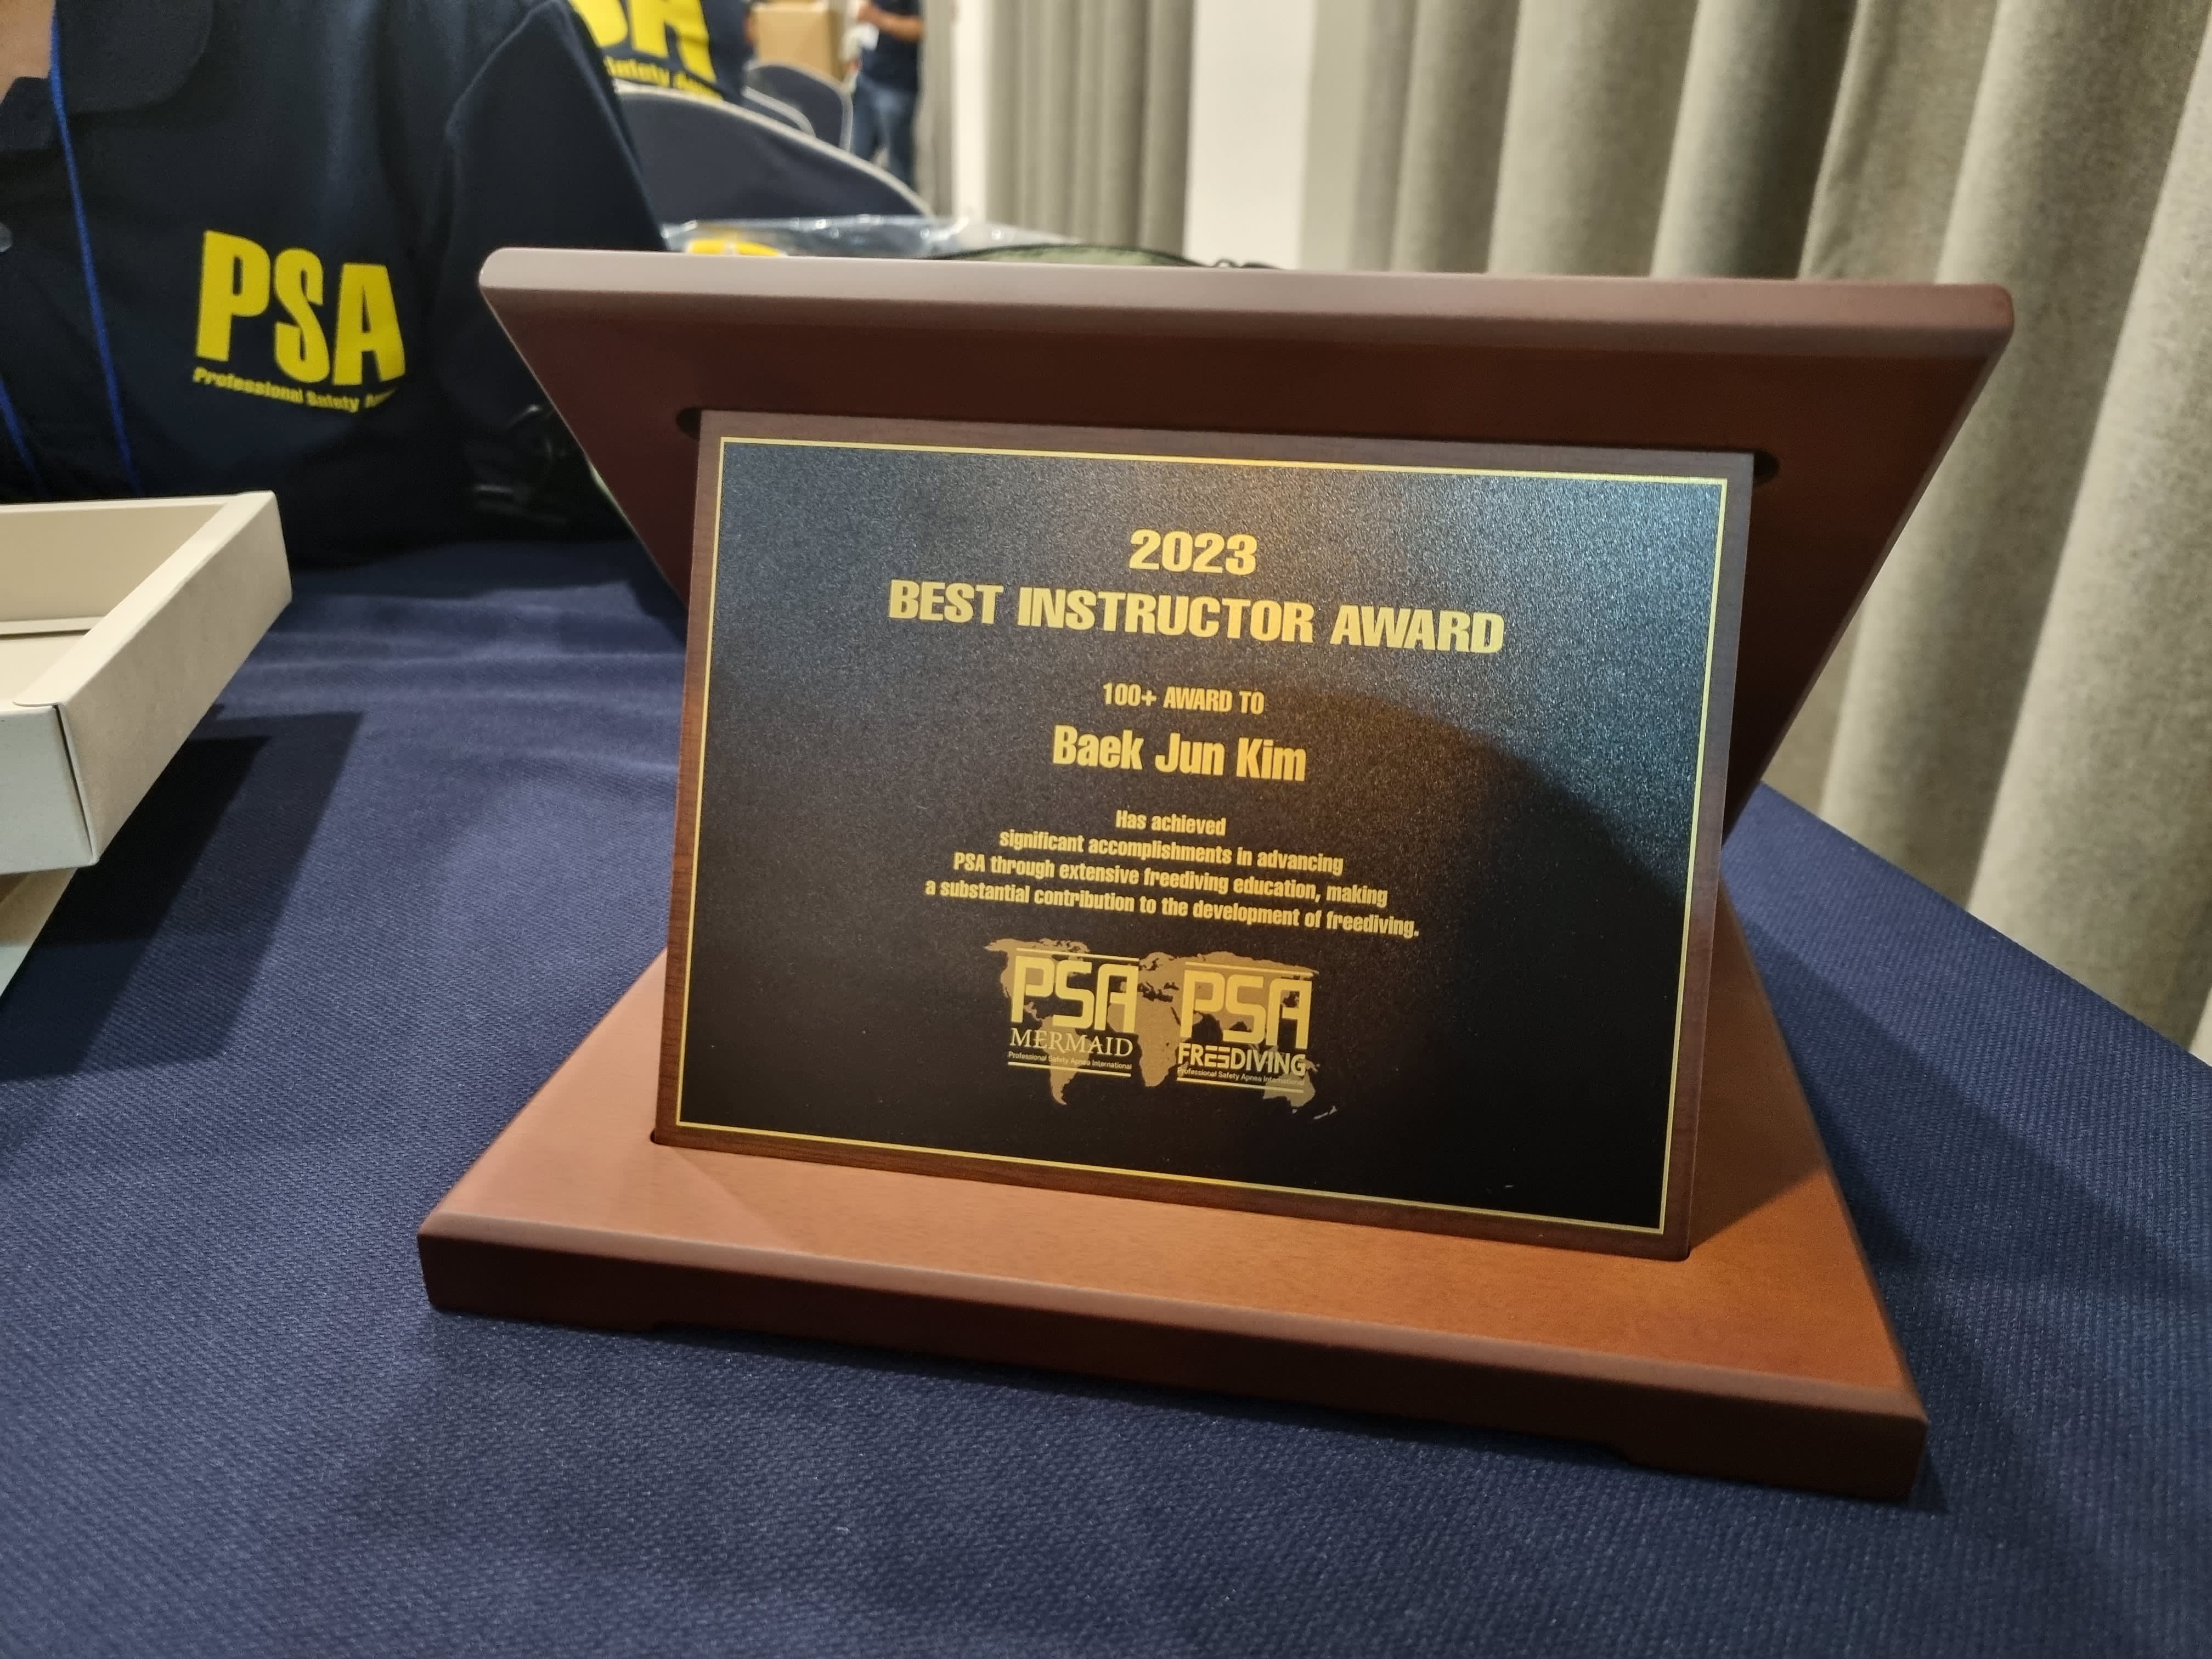 SA
Safety
PSA
Professional Safety
2023
BEST INSTRUCTOR AWARD
100+ AWARD TO
Baek Jun Kim
Has achieved
significant accomplishments in advancing
PSA through extensive freediving education, making
a substantial contribution to the development of freediving.
PSA
MERMAID
Professional Safety Apnea International
PSA
FREEDIVING
Professional Safety Apnea International